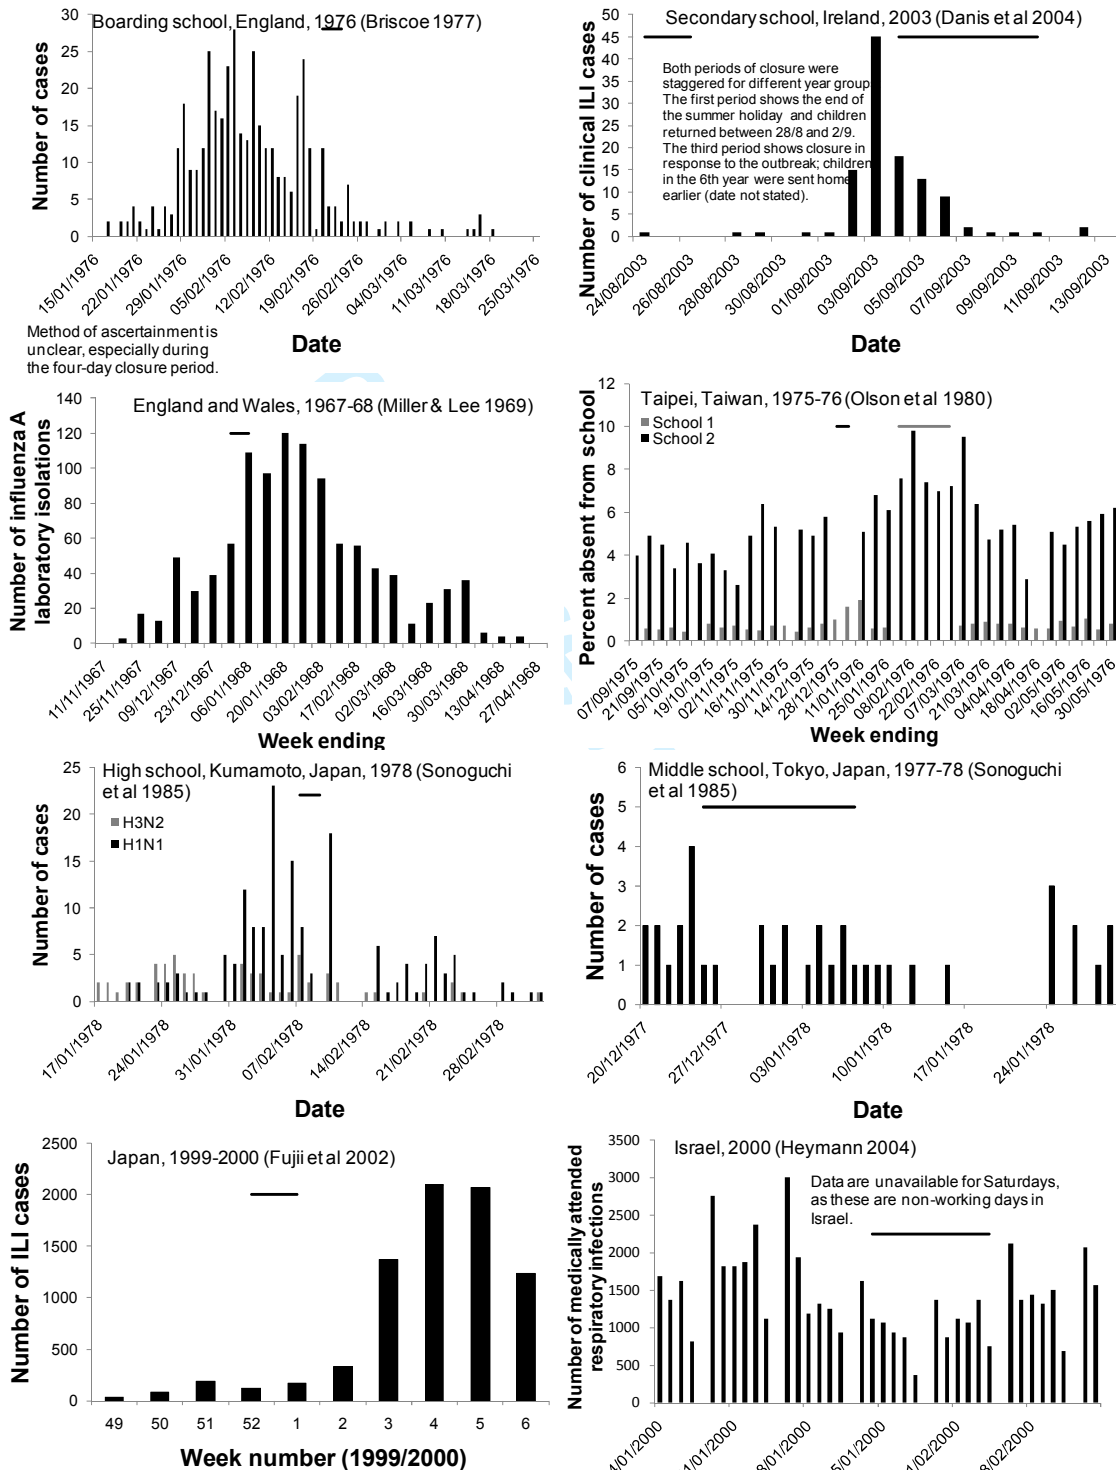 Boarding school, England, 1976 (Briscoe 1977)
Number of cases
30
25
20
15
10
5
0
15/01/1976
22/01/1976
29/01/1976
05/02/1976
12/02/1976
19/02/1976
26/02/1976
04/03/1976
11/03/1976
18/03/1976
25/03/1976
Date
Method of ascertainment is
unclear, especially during
the four-day closure period.
Secondary school, Ireland, 2003 (Danis et al 2004)
Number of clinical ILI cases
50
45
40
35
30
25
20
15
10
5
0
Both periods of closure were
staggered for different year group
The first period shows the end of
the summer holiday and children
returned between 28/8 and 2/9.
The third period shows closure in
response to the outbreak; children
in the 6th year were sent home
earlier (date not stated).
24/08/2003
26/08/2003
28/08/2003
30/08/2003
01/09/2003
03/09/2003
05/09/2003
07/09/2003
09/09/2003
11/09/2003
13/09/2003
Date
England and Wales, 1967-68 (Miller & Lee 1969)
Number of influenza A
laboratory isolations
140
120
100
80
60
40
20
0
11/11/1967
25/11/1967
09/12/1967
23/12/1967
06/01/1968
20/01/1968
03/02/1968
17/02/1968
02/03/1968
16/03/1968
30/03/1968
13/04/1968
27/04/1968
Week ending
Taipei, Taiwan, 1975-76 (Olson et al 1980)
School 1
School 2
Percent absent from school
12
10
8
6
4
2
0
07/09/1975
21/09/1975
05/10/1975
19/10/1975
02/11/1975
16/11/1975
30/11/1975
14/12/1975
28/12/1975
11/01/1976
25/01/1976
08/02/1976
22/02/1976
07/03/1976
21/03/1976
04/04/1976
18/04/1976
02/05/1976
16/05/1976
30/05/1976
Week ending
High school, Kumamoto, Japan, 1978 (Sonoguchi
et al 1985)
H3N2
H1N1
Number of cases
25
20
15
10
5
0
17/01/1978
24/01/1978
31/01/1978
07/02/1978
14/02/1978
21/02/1978
28/02/1978
Date
Middle school, Tokyo, Japan, 1977-78 (Sonoguchi
et al 1985)
Number of cases
6
5
4
3
2
1
0
20/12/1977
27/12/1977
03/01/1978
10/01/1978
17/01/1978
24/01/1978
Date
Japan, 1999-2000 (Fujii et al 2002)
Number of ILI cases
2500
2000
1500
1000
500
0
49 50 51 52 1 2 3 4 5 6
Week number (1999/2000)
Israel, 2000 (Heymann 2004)
Data are unavailable for Saturdays,
as these are non-working days in
Israel.
Number of medically attended
respiratory infections
3500
3000
2500
2000
1500
1000
500
0
/01/2000
/01/2000
/01/2000
/01/2000
/02/2000
/02/2000